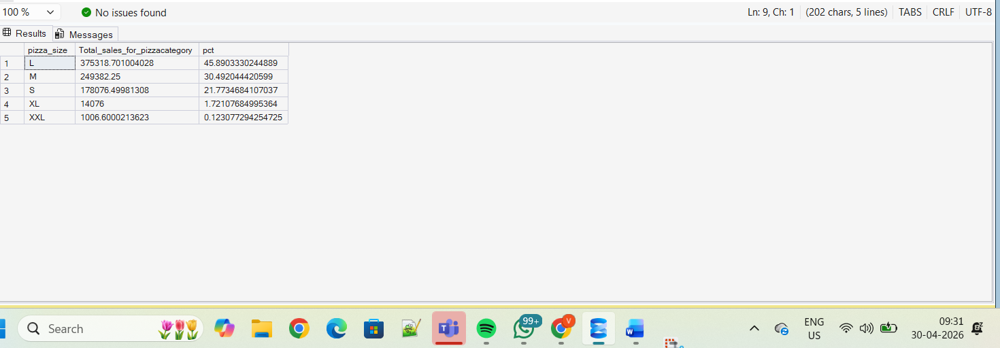 100 % No issues found Ln: 9, Ch: 1 (202 chars, 5 lines) TABS CRLF UTF-8
Results Messages
pizza_size Total_sales_for_pizzacategory pct
1 L 375318.701004028 45.8903330244889
2 M 249382.25 30.492044420599
3 S 178076.49981308 21.7734684107037
4 XL 14076 1.72107684995364
5 XXL 1006.6000213623 0.123077294254725
Search T 99+ V W ENG 09:31
US 30-04-2026